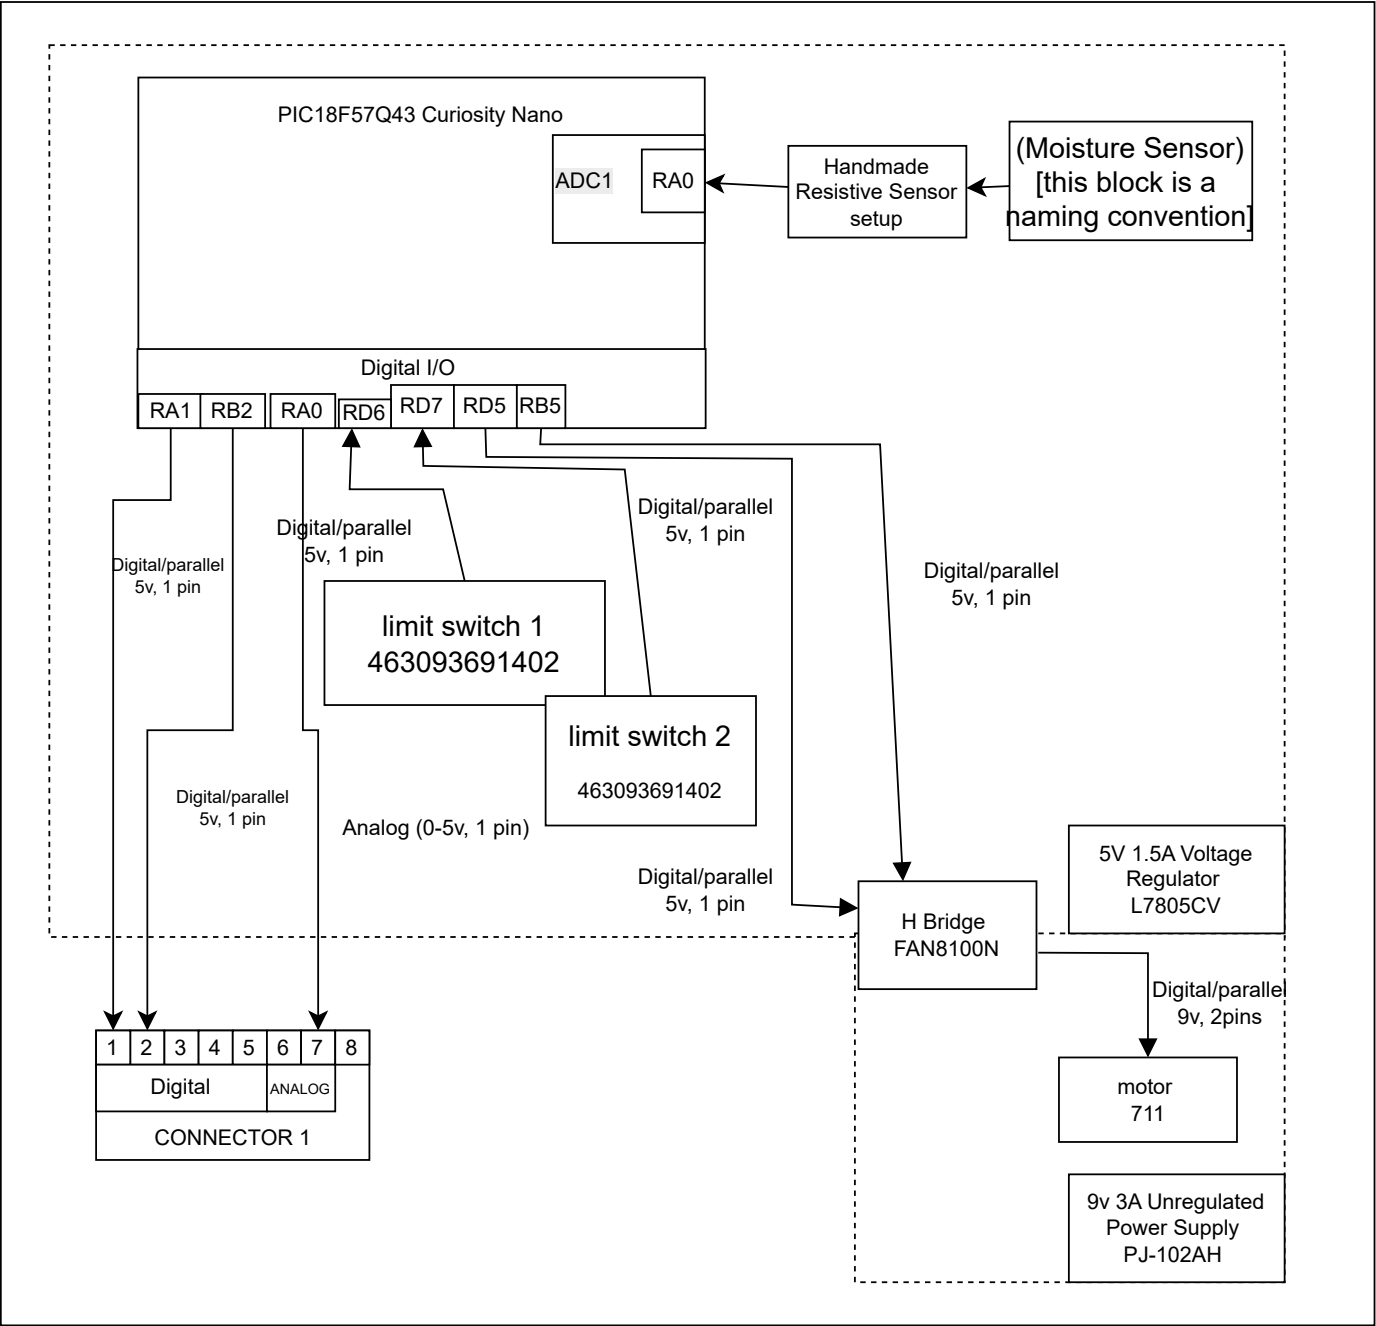 PIC18F57Q43 Curiosity Nano
ADC1
RA0
Handmade
Resistive Sensor
setup
(Moisture Sensor)
[this block is a
naming convention]
Digital I/O
RA1
RB2
RA0
RD6
RD7
RD5
RB5
Digital/parallel
5v, 1 pin
Digital/parallel
5v, 1 pin
Digital/parallel
5v, 1 pin
Digital/parallel
5v, 1 pin
limit switch 1
463093691402
limit switch 2
463093691402
Digital/parallel
5v, 1 pin
Analog (0-5v, 1 pin)
Digital/parallel
5v, 1 pin
5V 1.5A Voltage
Regulator
L7805CV
H Bridge
FAN8100N
Digital/parallel
9v, 2pins
motor
711
1 2 3 4 5 6 7 8
Digital
ANALOG
CONNECTOR 1
9v 3A Unregulated
Power Supply
PJ-102AH